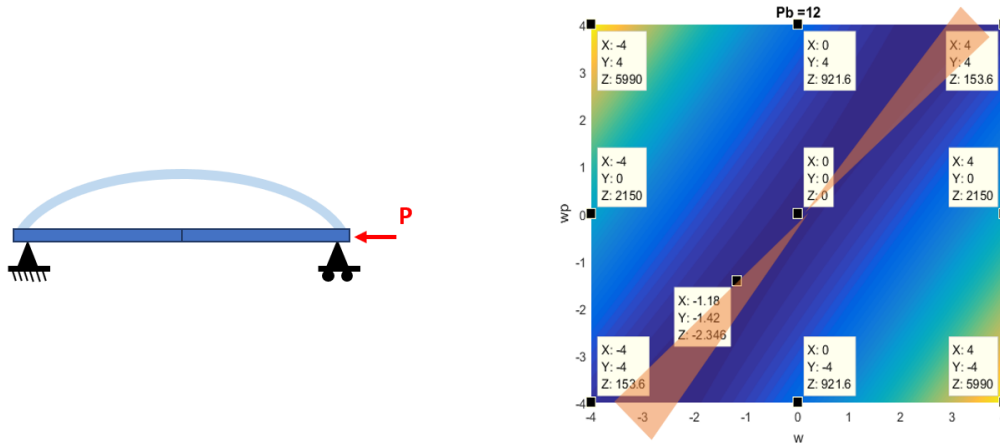 P
Pb =12
X: -4
Y: 4
Z: 5990
X: 0
Y: 4
Z: 921.6
X: 4
Y: 4
Z: 153.6
X: -4
Y: 0
Z: 2150
X: 0
Y: 0
Z: 0
X: 4
Y: 0
Z: 2150
X: -1.18
Y: -1.42
Z: -2.346
X: -4
Y: -4
Z: 153.6
X: 0
Y: -4
Z: 921.6
X: 4
Y: -4
Z: 5990
4
3
2
1
0
-1
-2
-3
-4
wp
-4 -3 -2 -1 0 1 2 3
w